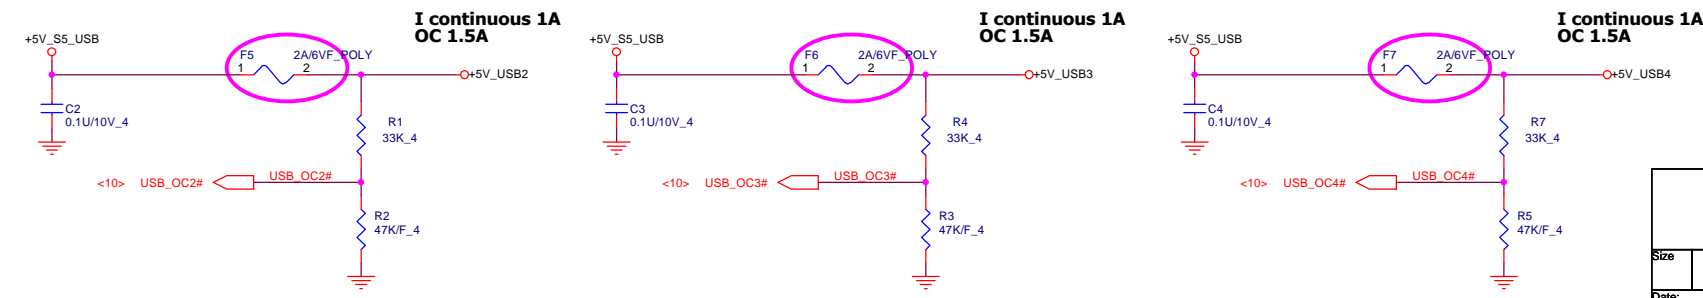 I continuous 1A
OC 1.5A
+5V_S5_USB
F5
2A/6VF_POLY
1
2
+5V_USB2
C2
0.1U/10V_4
R1
33K_4
<10>
USB_OC2#
USB_OC2#
R2
47K/F_4
I continuous 1A
OC 1.5A
+5V_S5_USB
F6
2A/6VF_POLY
1
2
+5V_USB3
C3
0.1U/10V_4
R4
33K_4
<10>
USB_OC3#
USB_OC3#
R3
47K/F_4
I continuous 1A
OC 1.5A
+5V_S5_USB
F7
2A/6VF_POLY
1
2
+5V_USB4
C4
0.1U/10V_4
R7
33K_4
<10>
USB_OC4#
USB_OC4#
R5
47K/F_4
Size
Date: